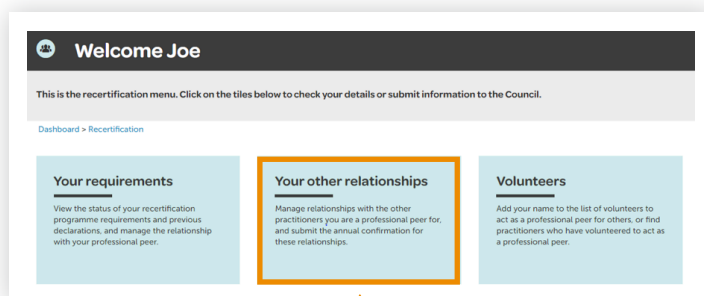 Welcome Joe
This is the recertification menu. Click on the tiles below to check your details or submit information to the Council.
Dashboard > Recertification
Your requirements
View the status of your recertification
programme requirements and previous
declarations, and manage the relationship
with your professional peer.
Your other relationships
Manage relationships with the other
practitioners you are a professional peer for,
and submit the annual confirmation for
these relationships.
Volunteers
Add your name to the list of volunteers to
act as a professional peer for others, or find
practitioners who have volunteered to act as
a professional peer.